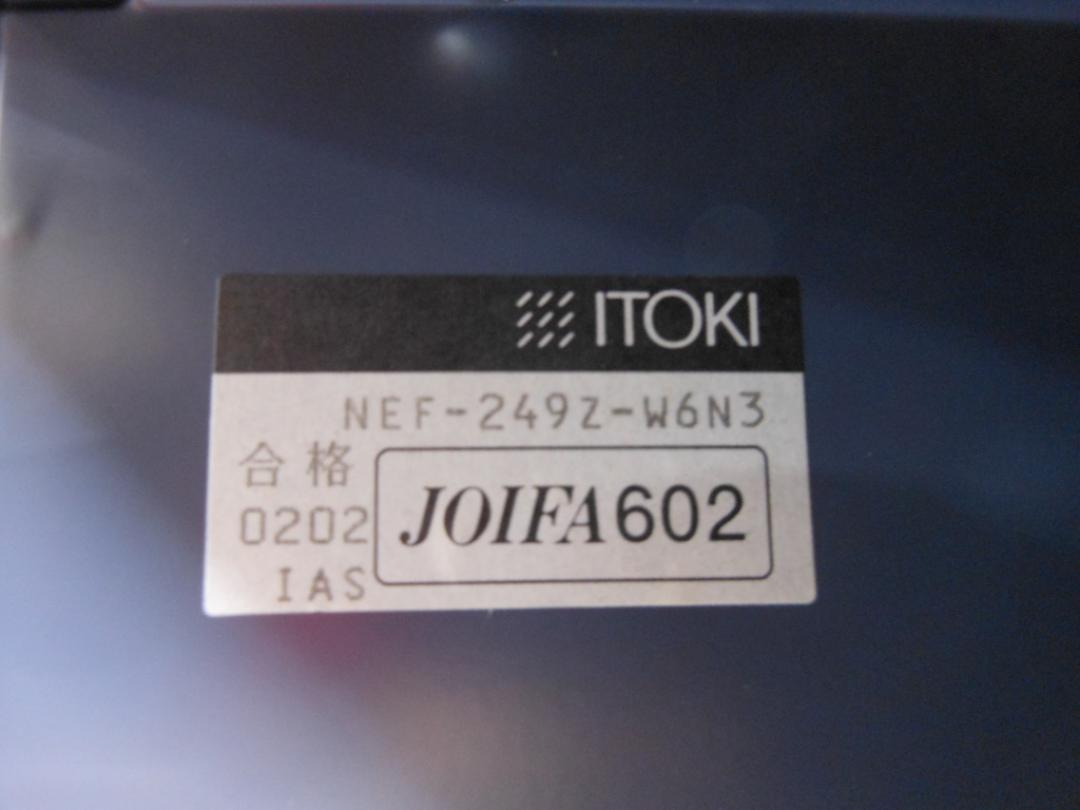 ITOKI
NEF-249Z-W6N3
合格
0202
IAS
JOIFA602